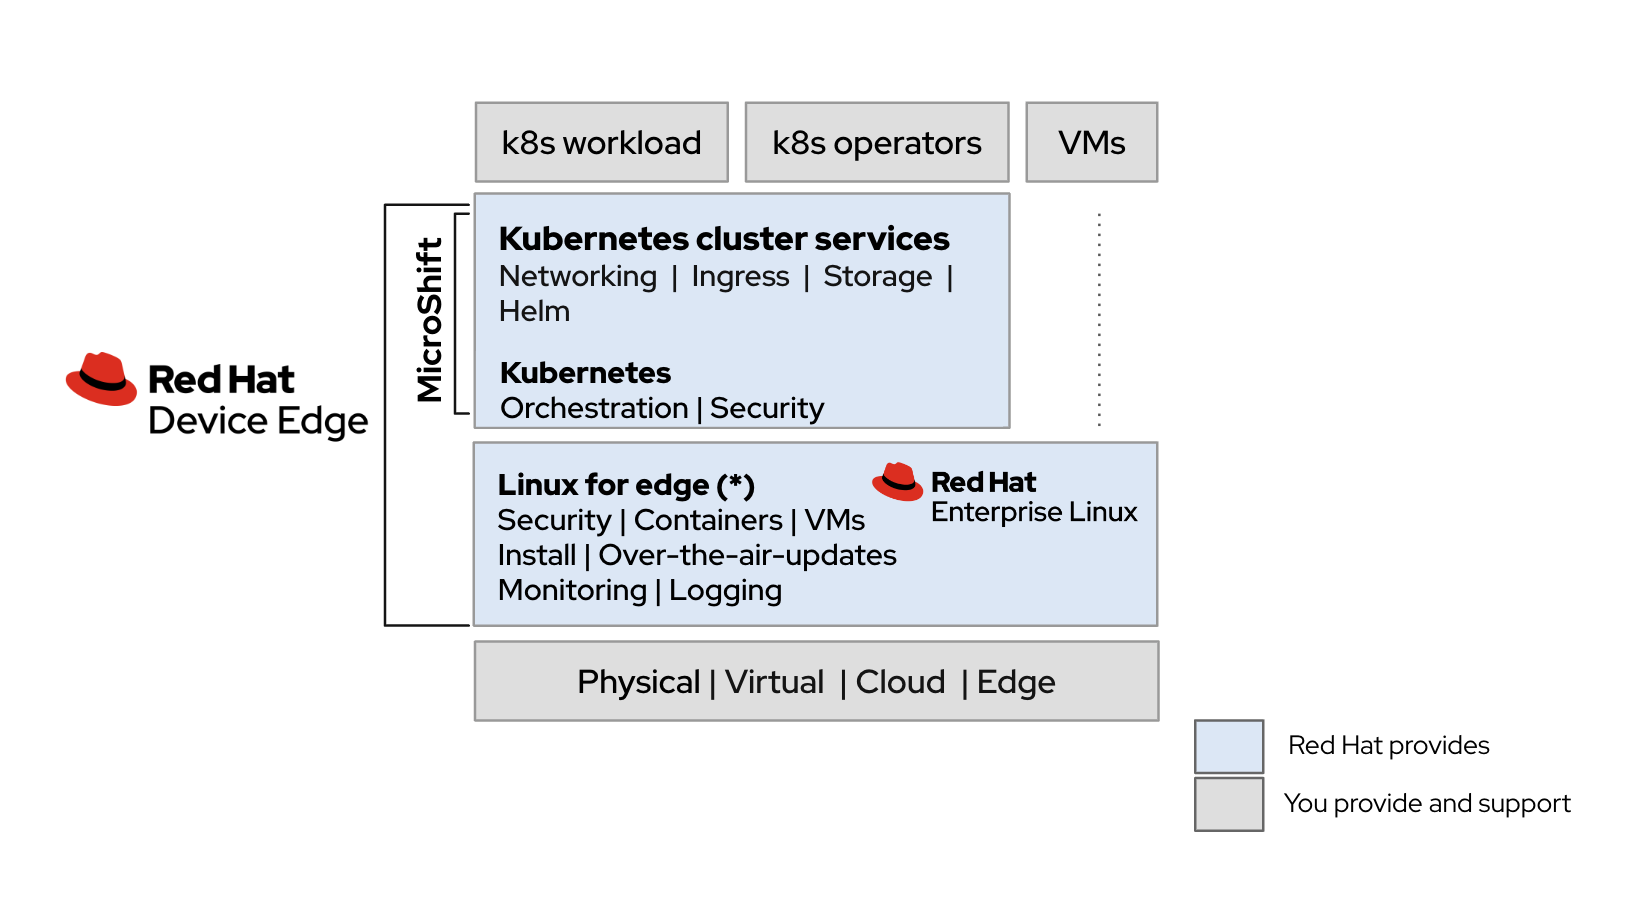 k8s workload
k8s operators
VMs
MicroShift
Kubernetes cluster services
Networking | Ingress | Storage |
Helm
Kubernetes
Orchestration | Security
Red Hat
Device Edge
Linux for edge (*)
Security | Containers | VMs
Install | Over-the-air-updates
Monitoring | Logging
Red Hat
Enterprise Linux
Physical | Virtual | Cloud | Edge
Red Hat provides
You provide and support